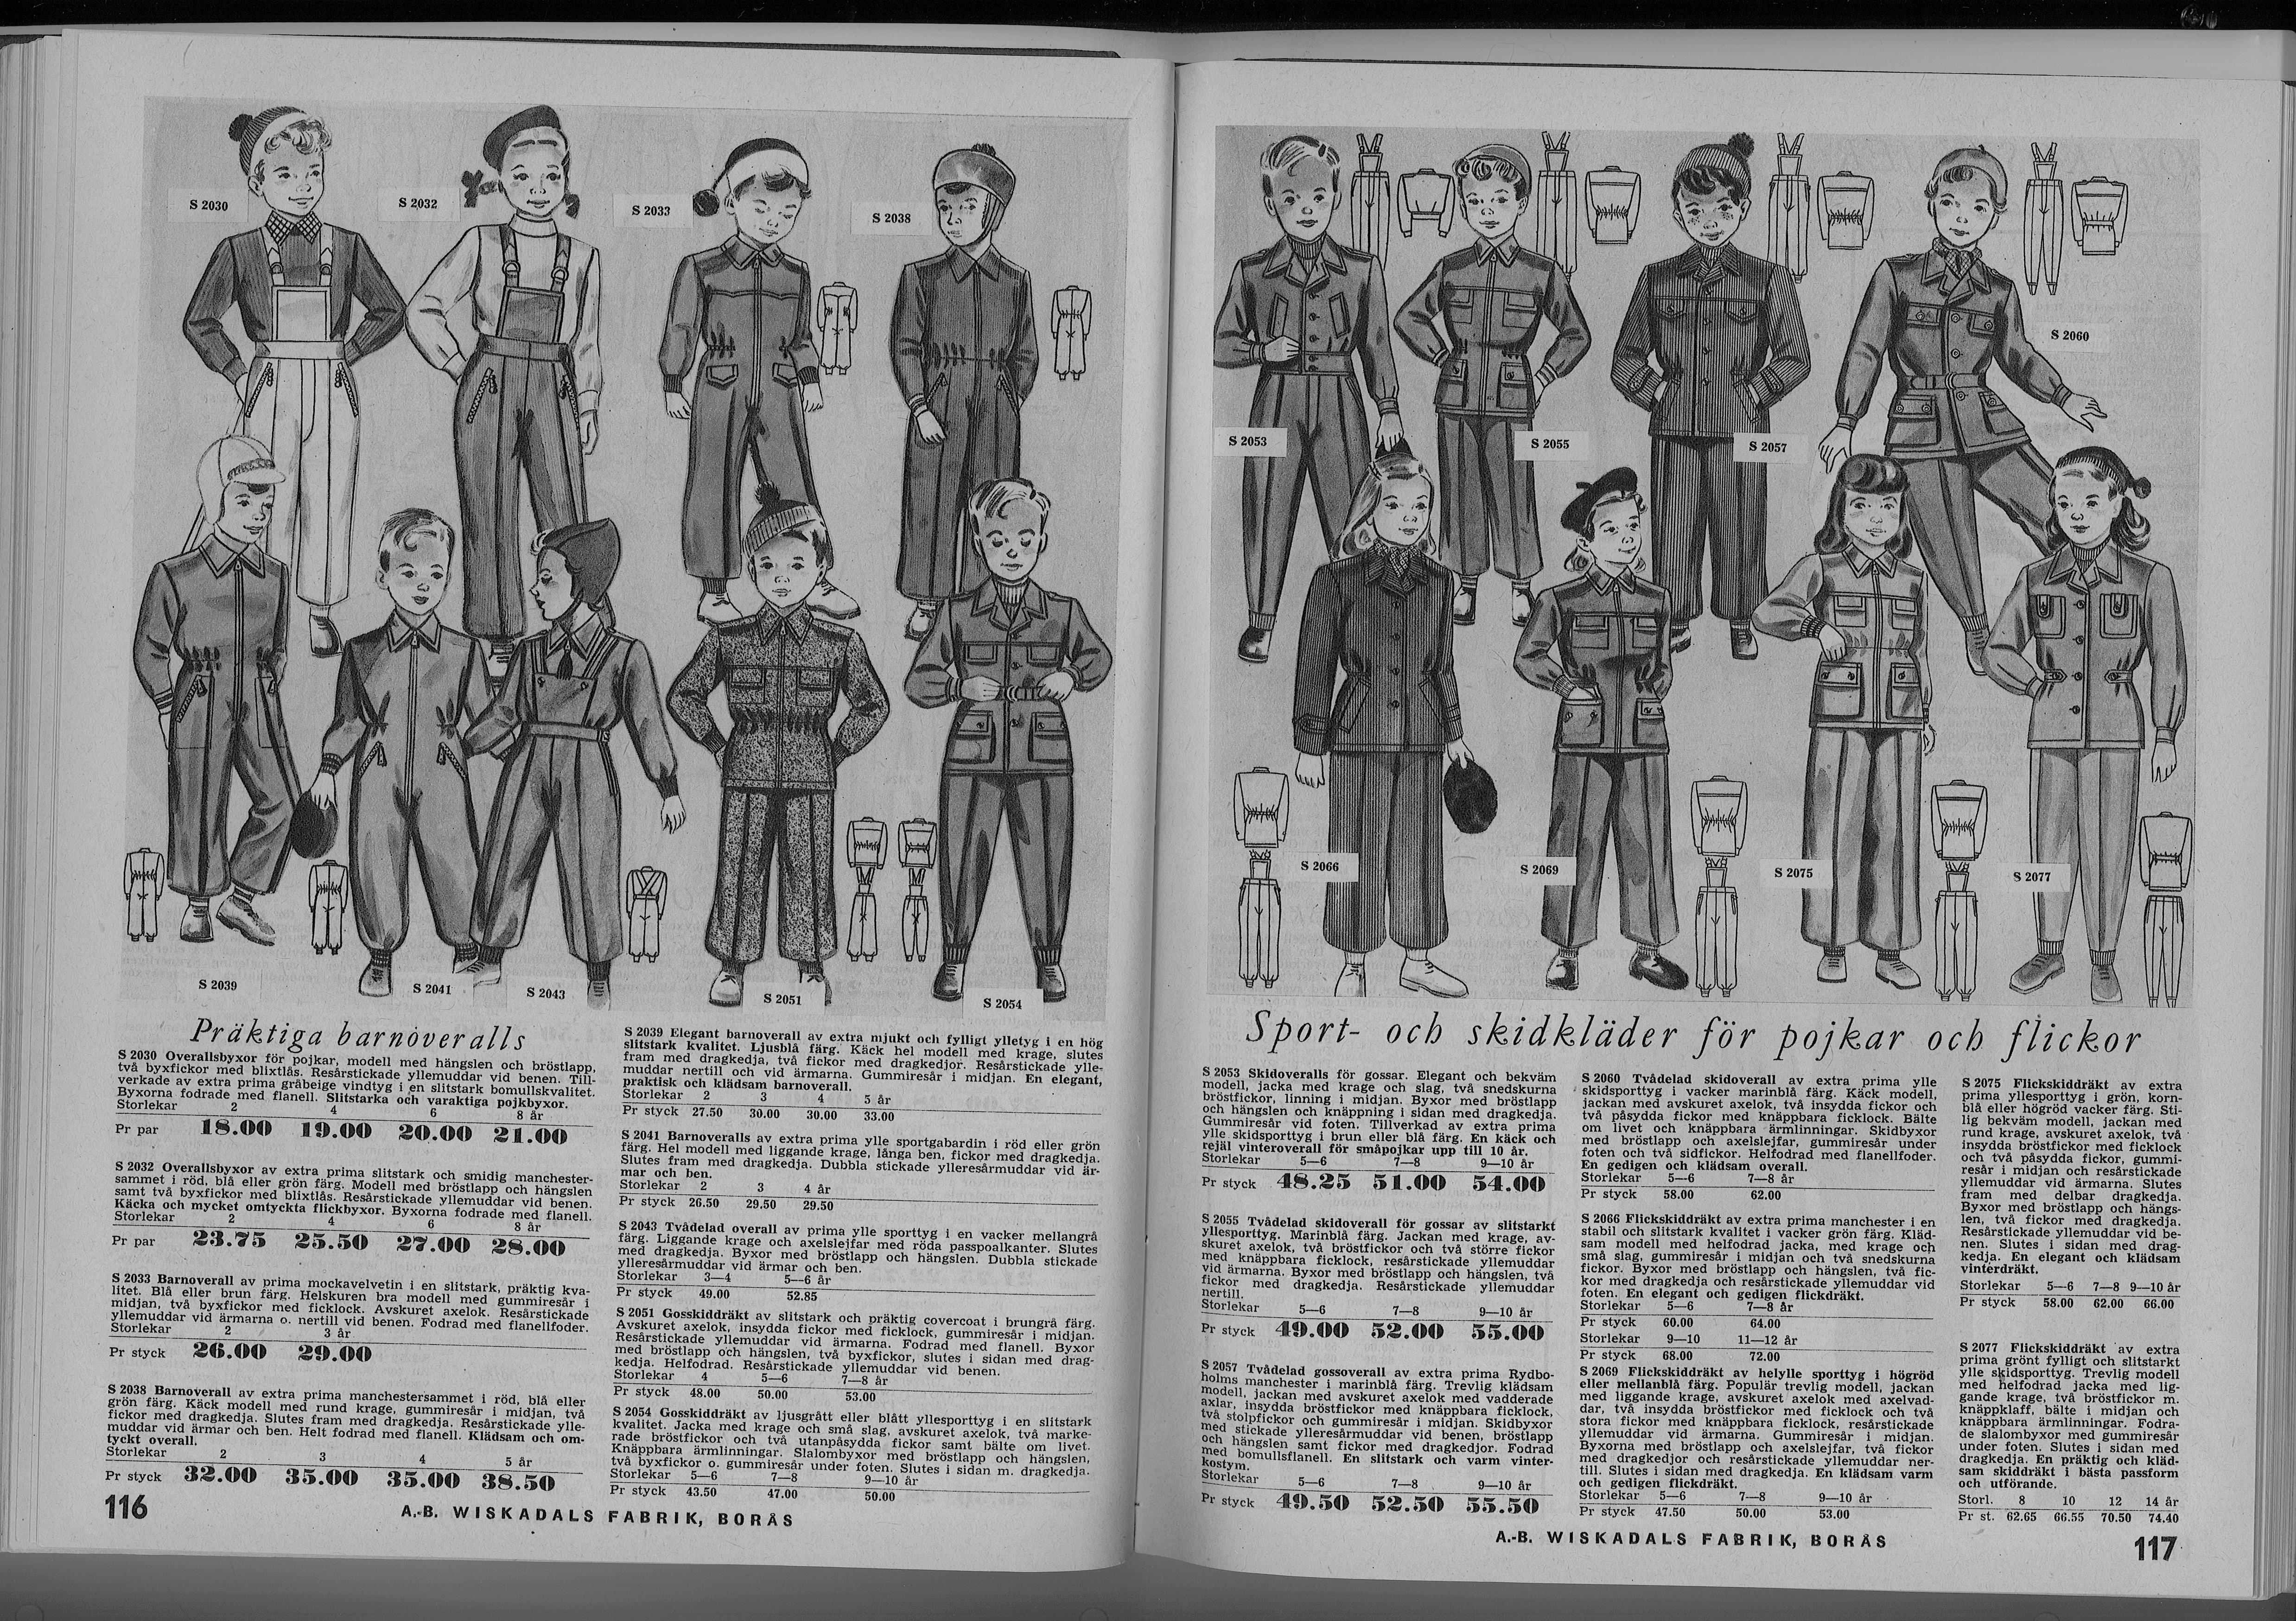 S 2030
S 2032
S 2033
S 2038
S 2039
S 2041
S 2043
S 2051
S 2054
Präktiga barnoveralls
S 2030 Overallsbyxor för pojkar, modell med hängslen och bröstlapp,
två byxfickor med blixtlås. Resårstickade yllemuddar vid benen. Till-
verkade av extra prima gråbeige vindtyg i en slitstark bomullskvalitet.
Byxorna fodrade med flanell. Slitstarka och varaktiga pojkbyxor.
Storlekar 2 4 6 8 år
Pr par 18.00 19.00 20.00 21.00
S 2032 Overallsbyxor av extra prima slitstark och smidig manchester-
sammet i röd, blå eller grön färg. Modell med bröstlapp och hängslen
samt två byxfickor med blixtlås. Resårstickade yllemuddar vid benen.
Käcka och mycket omtyckta flickbyxor. Byxorna fodrade med flanell.
Storlekar 2 4 6 8 år
Pr par 23.75 25.50 27.00 28.00
S 2033 Barnoverall av prima mockavelvetin i en slitstark, präktig kva-
litet. Blå eller brun färg. Helskuren bra modell med gummiresår i
midjan, två byxfickor med ficklock. Avskuret axelok. Resårstickade
yllemuddar vid ärmarna o. nertill vid benen. Fodrad med flanellfoder.
Storlekar 2 3 år
Pr styck 26.00 29.00
S 2038 Barnoverall av extra prima manchestersammet i röd, blå eller
grön färg. Käck modell med rund krage, gummiresår i midjan, två
fickor med dragkedja. Slutes fram med dragkedja. Resårstickade ylle-
muddar vid ärmar och ben. Helt fodrad med flanell. Klädsam och om-
tyckt overall.
Storlekar 2 3 4 5 år
Pr styck 32.00 35.00 35.00 38.50
S 2039 Elegant barnoverall av extra mjukt och fylligt ylletyg i en hög
slitstark kvalitet. Ljusblå färg. Käck hel modell med krage, slutes
fram med dragkedja, två fickor med dragkedjor. Resårstickade ylle-
muddar nertill och vid ärmarna. Gummiresår i midjan. En elegant,
praktisk och klädsam barnoverall.
Storlekar 2 3 4 5 år
Pr styck 27.50 30.00 30.00 33.00
S 2041 Barnoveralls av extra prima ylle sportgabardin i röd eller grön
färg. Hel modell med liggande krage, långa ben, fickor med dragkedja.
Slutes fram med dragkedja. Dubbla stickade ylleresårmuddar vid är-
mar och ben.
Storlekar 2 3 4 år
Pr styck 26.50 29.50 29.50
S 2043 Tvådelad overall av prima ylle sporttyg i en vacker mellangrå
färg. Liggande krage och axelslejfar med röda passpoalkanter. Slutes
med dragkedja. Byxor med bröstlapp och hängslen. Dubbla stickade
ylleresårmuddar vid ärmar och ben.
Storlekar 3—4 5—6 år
Pr styck 49.00 52.85
S 2051 Gosskiddräkt av slitstark och präktig covercoat i brungrå färg.
Avskuret axelok, insydda fickor med ficklock, gummiresår i midjan.
Resårstickade yllemuddar vid ärmarna. Fodrad med flanell. Byxor
med bröstlapp och hängslen, två byxfickor, slutes i sidan med drag-
kedja. Helfodrad. Resårstickade yllemuddar vid benen.
Storlekar 4 5—6 7—8 år
Pr styck 48.00 50.00 53.00
S 2054 Gosskiddräkt av ljusgrått eller blått yllesporttyg i en slitstark
kvalitet. Jacka med krage och små slag, avskuret axelok, två marke-
rade bröstfickor och två utanpåsydda fickor samt bälte om livet.
Knäppbara ärmlinningar. Slalombyxor med bröstlapp och hängslen,
två byxfickor o. gummiresår under foten. Slutes i sidan m. dragkedja.
Storlekar 5—6 7—8 9—10 år
Pr styck 43.50 47.00 50.00
116
A.-B. WISKADALS FABRIK, BORÅS
S 2053
S 2055
S 2057
S 2060
S 2066
S 2069
S 2075
S 2077
Sport- och skidkläder för pojkar och flickor
S 2053 Skidoveralls för gossar. Elegant och bekväm
modell, jacka med krage och slag, två snedskurna
bröstfickor, linning i midjan. Byxor med bröstlapp
och hängslen och knäppning i sidan med dragkedja.
Gummiresår vid foten. Tillverkad av extra prima
ylle skidsporttyg i brun eller blå färg. En käck och
rejäl vinteroverall för småpojkar upp till 10 år.
Storlekar 5—6 7—8 9—10 år
Pr styck 48.25 51.00 54.00
S 2055 Tvådelad skidoverall för gossar av slitstarkt
yllesporttyg. Marinblå färg. Jackan med krage, av-
skuret axelok, två bröstfickor och två större fickor
med knäppbara ficklock, resårstickade yllemuddar
vid ärmarna. Byxor med bröstlapp och hängslen, två
fickor med dragkedja. Resårstickade yllemuddar
nertill.
Storlekar 5—6 7—8 9—10 år
Pr styck 49.00 52.00 55.00
S 2057 Tvådelad gossoverall av extra prima Rydbo-
holms manchester i marinblå färg. Trevlig klädsam
modell, jackan med avskuret axelok med vadderade
axlar, insydda bröstfickor med knäppbara ficklock,
två stolpfickor och gummiresår i midjan. Skidbyxor
med stickade ylleresårmuddar vid benen, bröstlapp
och hängslen samt fickor med dragkedjor. Fodrad
med bomullsflanell. En slitstark och varm vinter-
kostym.
Storlekar 5—6 7—8 9—10 år
Pr styck 49.50 52.50 55.50
S 2060 Tvådelad skidoverall av extra prima ylle
skidsporttyg i vacker marinblå färg. Käck modell,
jackan med avskuret axelok, två insydda fickor och
två påsydda fickor med knäppbara ficklock. Bälte
om livet och knäppbara ärmlinningar. Skidbyxor
med bröstlapp och axelslejfar, gummiresår under
foten och två sidfickor. Helfodrad med flanellfoder.
En gedigen och klädsam overall.
Storlekar 5—6 7—8 år
Pr styck 58.00 62.00
S 2066 Flickskiddräkt av extra prima manchester i en
stabil och slitstark kvalitet i vacker grön färg. Kläd-
sam modell med helfodrad jacka, med krage och
små slag, gummiresår i midjan och två snedskurna
fickor. Byxor med bröstlapp och hängslen, två fic-
kor med dragkedja och resårstickade yllemuddar vid
foten. En elegant och gedigen flickdräkt.
Storlekar 5—6 7—8 år
Pr styck 60.00 64.00
Storlekar 9—10 11—12 år
Pr styck 68.00 72.00
S 2069 Flickskiddräkt av helylle sporttyg i högröd
eller mellanblå färg. Populär trevlig modell, jackan
med liggande krage, avskuret axelok med axelvad-
dar, två insydda bröstfickor med ficklock och två
stora fickor med knäppbara ficklock, resårstickade
yllemuddar vid ärmarna. Gummiresår i midjan.
Byxorna med bröstlapp och axelslejfar, två fickor
med dragkedjor och resårstickade yllemuddar ner-
till. Slutes i sidan med dragkedja. En klädsam varm
och gedigen flickdräkt.
Storlekar 5—6 7—8 9—10 år
Pr styck 47.50 50.00 53.00
S 2075 Flickskiddräkt av extra
prima yllesporttyg i grön, korn-
blå eller högröd vacker färg. Sti-
lig bekväm modell, jackan med
rund krage, avskuret axelok, två
insydda bröstfickor med ficklock
och två påsydda fickor, gummi-
resår i midjan och resårstickade
yllemuddar vid ärmarna. Slutes
fram med delbar dragkedja.
Byxor med bröstlapp och hängs-
len, två fickor med dragkedja.
Resårstickade yllemuddar vid be-
nen. Slutes i sidan med drag-
kedja. En elegant och klädsam
vinterdräkt.
Storlekar 5—6 7—8 9—10 år
Pr styck 58.00 62.00 66.00
S 2077 Flickskiddräkt av extra
prima grönt fylligt och slitstarkt
ylle skidsporttyg. Trevlig modell
med helfodrad jacka med lig-
gande krage, två bröstfickor m.
knäppklaff, bälte i midjan och
knäppbara ärmlinningar. Fodra-
de slalombyxor med gummiresår
under foten. Slutes i sidan med
dragkedja. En präktig och kläd-
sam skiddräkt i bästa passform
och utförande.
Storl. 8 10 12 14 år
Pr st. 62.65 66.55 70.50 74.40
A.-B. WISKADALS FABRIK, BORÅS
117